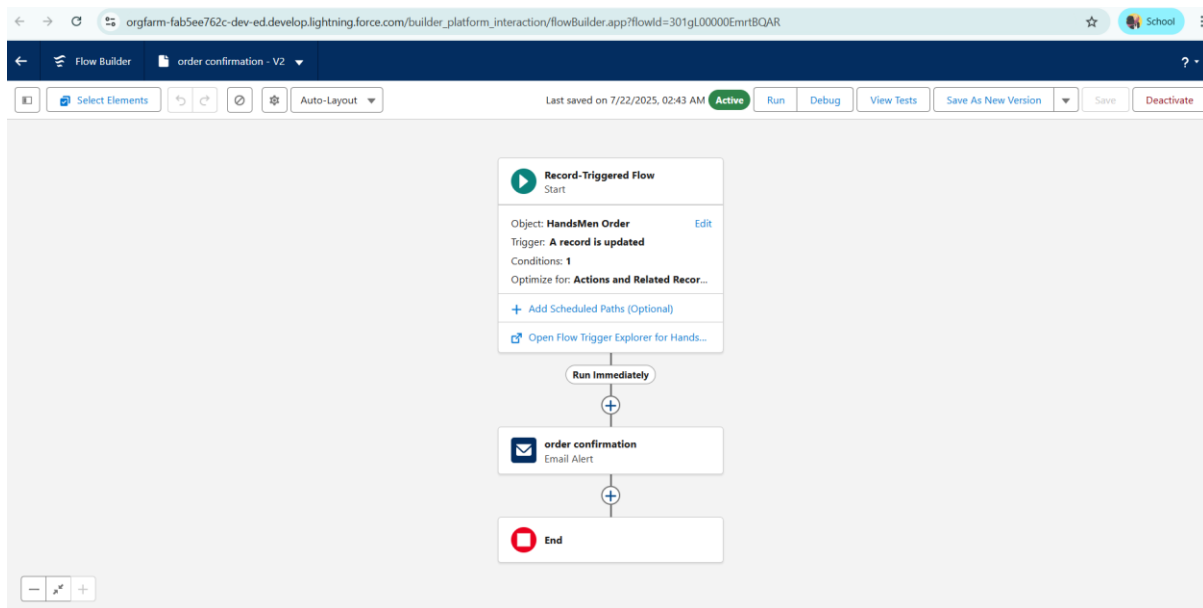 orgfarm-fab5ee762c-dev-ed.develop.lightning.force.com/builder_platform_interaction/flowBuilder.app?flowId=301gL00000EmrtBQAR
School
Flow Builder
order confirmation - V2
?
Select Elements
Auto-Layout
Last saved on 7/22/2025, 02:43 AM
Active
Run
Debug
View Tests
Save As New Version
Save
Deactivate
Record-Triggered Flow
Start
Object: HandsMen Order
Edit
Trigger: A record is updated
Conditions: 1
Optimize for: Actions and Related Recor...
+ Add Scheduled Paths (Optional)
Open Flow Trigger Explorer for Hands...
Run Immediately
order confirmation
Email Alert
End